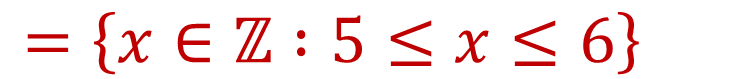 = {𝑥 ∈ ℤ ∶ 5 ≤ 𝑥 ≤ 6}